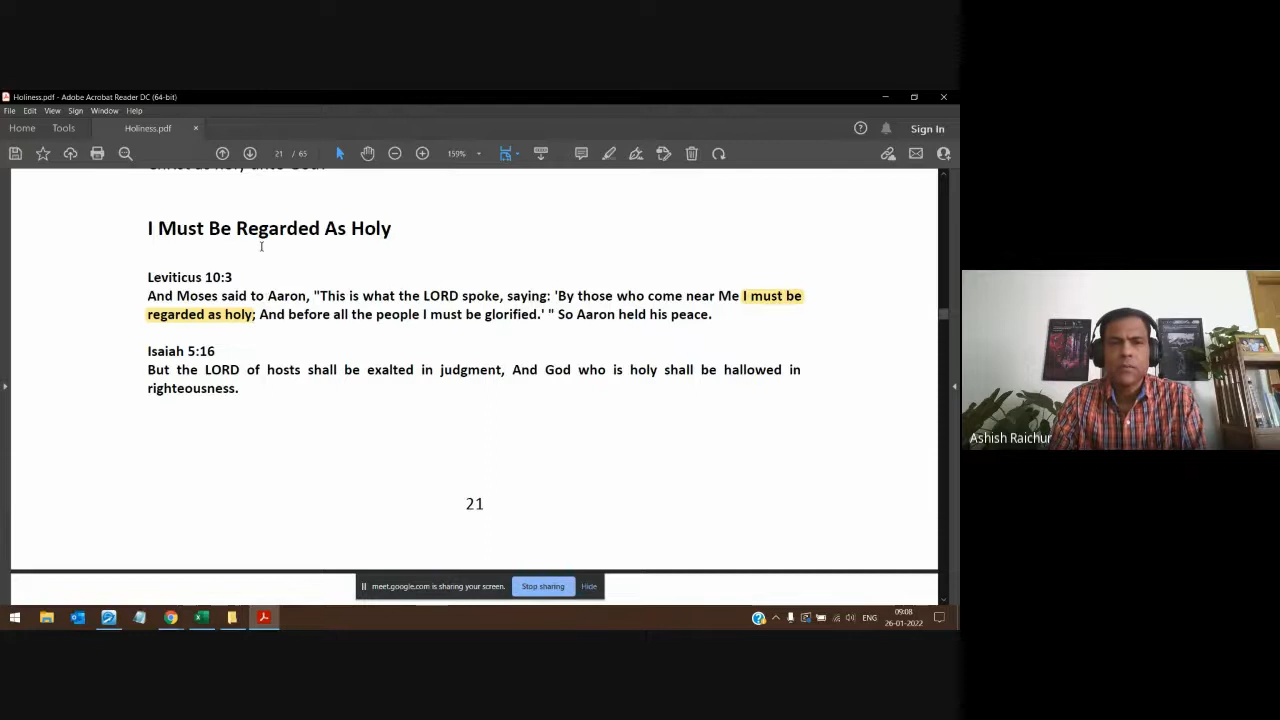 Holiness.pdf - Adobe Acrobat Reader DC (64-bit)
File Edit View Sign Window Help
Home Tools Holiness.pdf × Sign In
21 / 65 159%
I Must Be Regarded As Holy
Leviticus 10:3
And Moses said to Aaron, "This is what the LORD spoke, saying: 'By those who come near Me I must be
regarded as holy; And before all the people I must be glorified.' " So Aaron held his peace.
Isaiah 5:16
But the LORD of hosts shall be exalted in judgment, And God who is holy shall be hallowed in
righteousness.
21
meet.google.com is sharing your screen. Stop sharing Hide
Ashish Raichur
ENG 09:08
26-01-2022